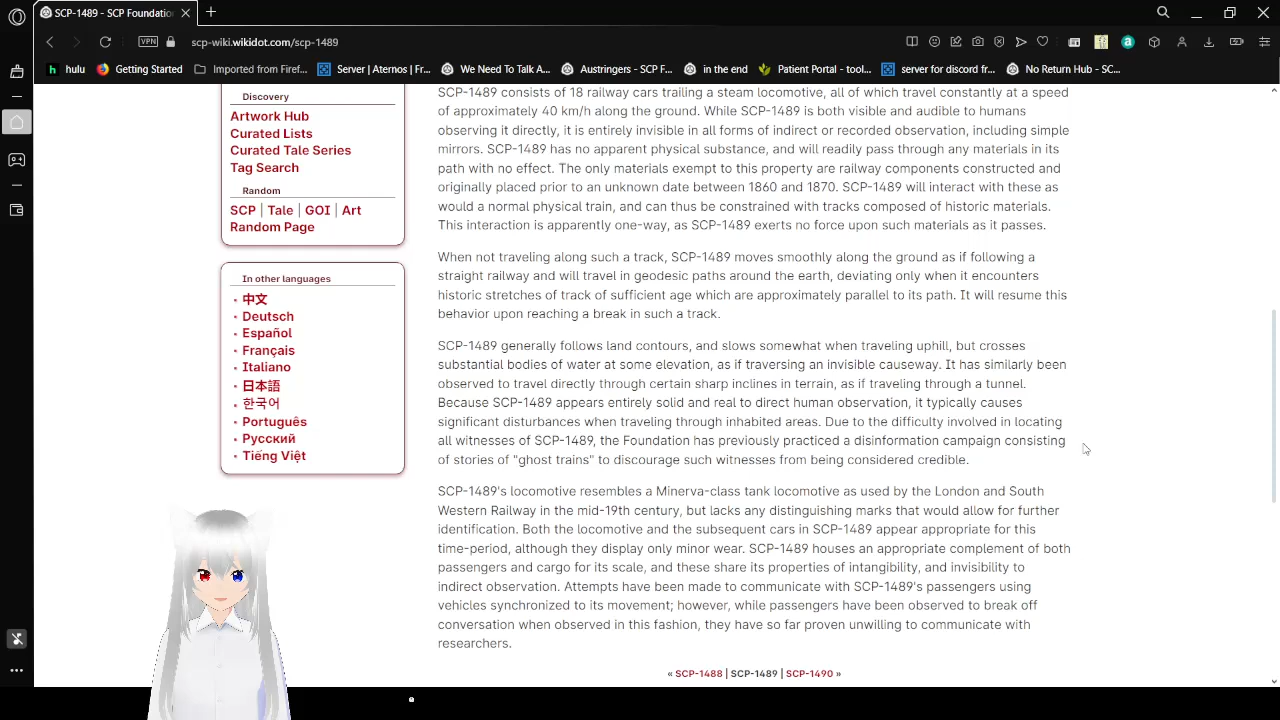 SCP-1489 - SCP Foundatio
scp-wiki.wikidot.com/scp-1489
VPN
hulu
Getting Started
Imported from Firef...
Server | Aternos | Fr...
We Need To Talk A...
Austringers - SCP F...
in the end
Patient Portal - tool...
server for discord fr...
No Return Hub - SC...
Discovery
Artwork Hub
Curated Lists
Curated Tale Series
Tag Search
Random
SCP | Tale | GOI | Art
Random Page
In other languages
中文
Deutsch
Español
Français
Italiano
日本語
한국어
Português
Русский
Tiếng Việt
SCP-1489 consists of 18 railway cars trailing a steam locomotive, all of which travel constantly at a speed
of approximately 40 km/h along the ground. While SCP-1489 is both visible and audible to humans
observing it directly, it is entirely invisible in all forms of indirect or recorded observation, including simple
mirrors. SCP-1489 has no apparent physical substance, and will readily pass through any materials in its
path with no effect. The only materials exempt to this property are railway components constructed and
originally placed prior to an unknown date between 1860 and 1870. SCP-1489 will interact with these as
would a normal physical train, and can thus be constrained with tracks composed of historic materials.
This interaction is apparently one-way, as SCP-1489 exerts no force upon such materials as it passes.
When not traveling along such a track, SCP-1489 moves smoothly along the ground as if following a
straight railway and will travel in geodesic paths around the earth, deviating only when it encounters
historic stretches of track of sufficient age which are approximately parallel to its path. It will resume this
behavior upon reaching a break in such a track.
SCP-1489 generally follows land contours, and slows somewhat when traveling uphill, but crosses
substantial bodies of water at some elevation, as if traversing an invisible causeway. It has similarly been
observed to travel directly through certain sharp inclines in terrain, as if traveling through a tunnel.
Because SCP-1489 appears entirely solid and real to direct human observation, it typically causes
significant disturbances when traveling through inhabited areas. Due to the difficulty involved in locating
all witnesses of SCP-1489, the Foundation has previously practiced a disinformation campaign consisting
of stories of "ghost trains" to discourage such witnesses from being considered credible.
SCP-1489's locomotive resembles a Minerva-class tank locomotive as used by the London and South
Western Railway in the mid-19th century, but lacks any distinguishing marks that would allow for further
identification. Both the locomotive and the subsequent cars in SCP-1489 appear appropriate for this
time-period, although they display only minor wear. SCP-1489 houses an appropriate complement of both
passengers and cargo for its scale, and these share its properties of intangibility, and invisibility to
indirect observation. Attempts have been made to communicate with SCP-1489's passengers using
vehicles synchronized to its movement; however, while passengers have been observed to break off
conversation when observed in this fashion, they have so far proven unwilling to communicate with
researchers.
« SCP-1488 | SCP-1489 | SCP-1490 »